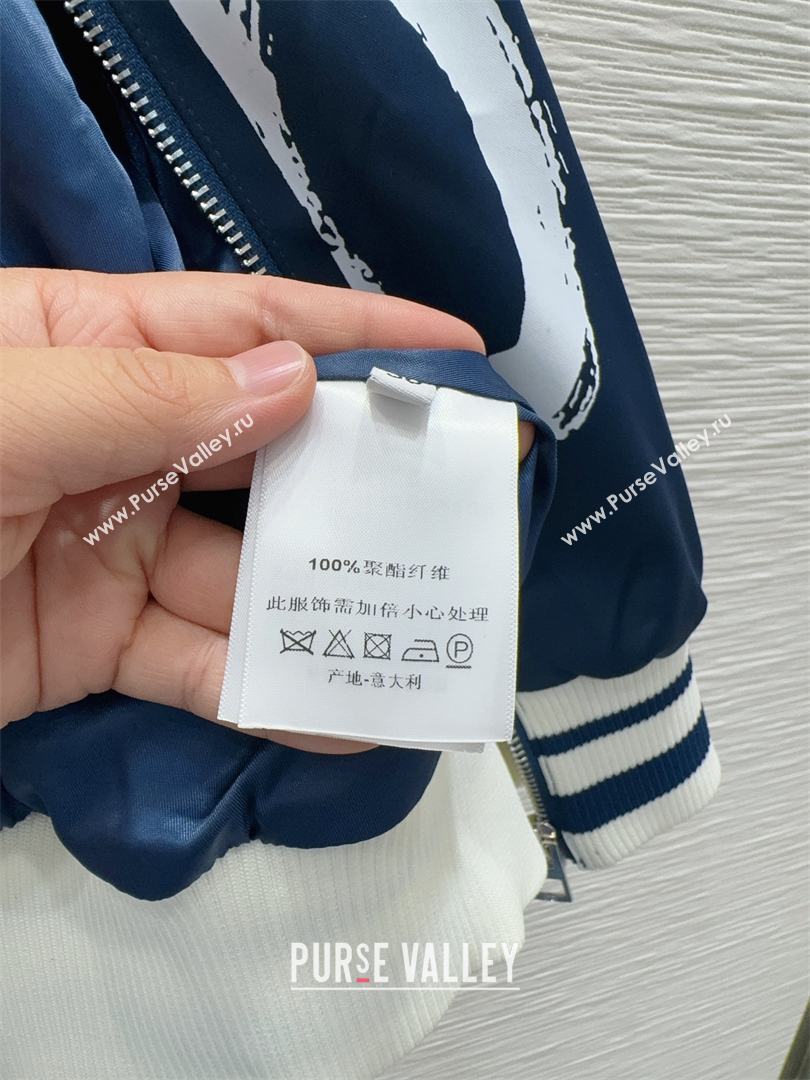 www.PurseValley.ru
www.PurseValley.ru
100%聚酯纤维
此服饰需加倍小心处理
P
产地-意大利
PURSE VALLEY